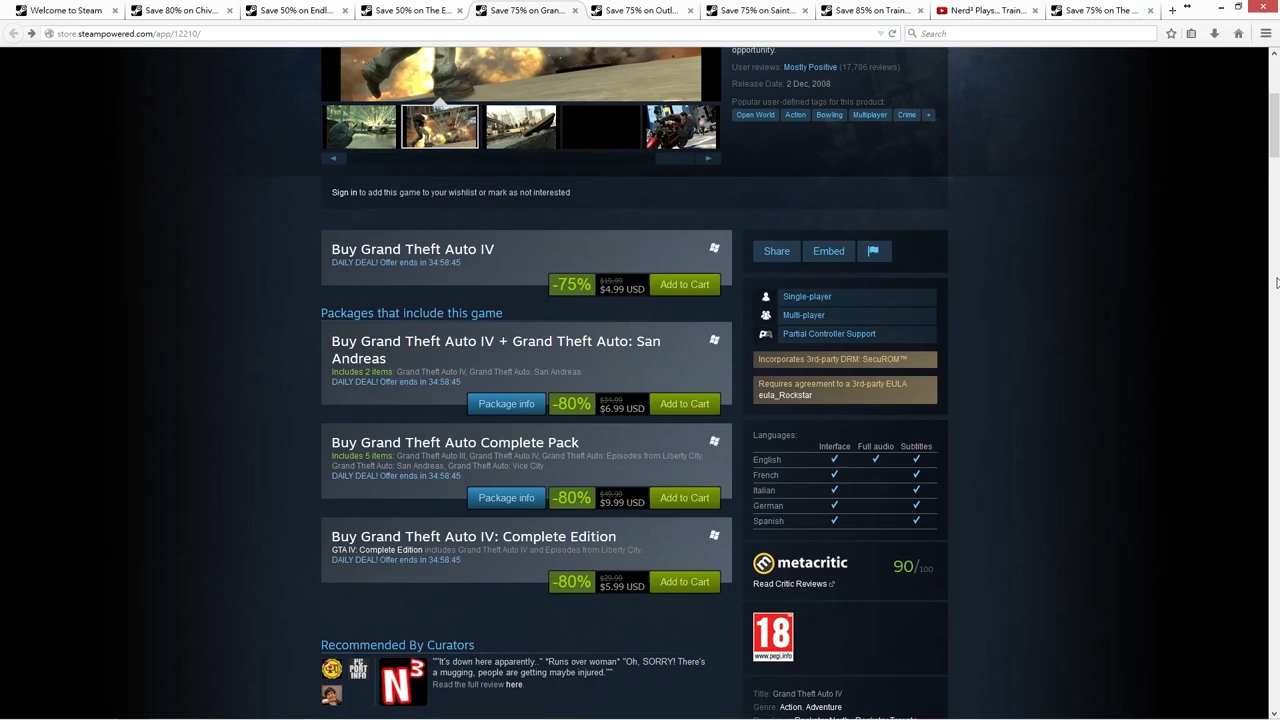 Welcome to Steam
Save 80% on Chiv...
Save 50% on Endl...
Save 50% on The E...
Save 75% on Gran...
Save 75% on Outl...
Save 75% on Saint...
Save 85% on Train...
Nerd³ Plays... Train...
Save 75% on The ...
store.steampowered.com/app/12210/
Search
opportunity.
User reviews: Mostly Positive (17,786 reviews)
Release Date: 2 Dec, 2008
Popular user-defined tags for this product:
Open World Action Bowling Multiplayer Crime +
Sign in to add this game to your wishlist or mark as not interested
Buy Grand Theft Auto IV
DAILY DEAL! Offer ends in 34:58:45
-75% $19.99 $4.99 USD Add to Cart
Packages that include this game
Buy Grand Theft Auto IV + Grand Theft Auto: San
Andreas
Includes 2 items: Grand Theft Auto IV, Grand Theft Auto: San Andreas
DAILY DEAL! Offer ends in 34:58:45
Package info -80% $34.99 $6.99 USD Add to Cart
Buy Grand Theft Auto Complete Pack
Includes 5 items: Grand Theft Auto III, Grand Theft Auto IV, Grand Theft Auto: Episodes from Liberty City,
Grand Theft Auto: San Andreas, Grand Theft Auto: Vice City
DAILY DEAL! Offer ends in 34:58:45
Package info -80% $49.99 $9.99 USD Add to Cart
Buy Grand Theft Auto IV: Complete Edition
GTA IV: Complete Edition includes Grand Theft Auto IV and Episodes from Liberty City.
DAILY DEAL! Offer ends in 34:58:45
-80% $29.99 $5.99 USD Add to Cart
Recommended By Curators
PC
PORT
INFO
N3
""It's down here apparently.." *Runs over woman* "Oh, SORRY! There's
a mugging, people are getting maybe injured.""
Read the full review here.
Share Embed
Single-player
Multi-player
Partial Controller Support
Incorporates 3rd-party DRM: SecuROM™
Requires agreement to a 3rd-party EULA
eula_Rockstar
Languages:
Interface Full audio Subtitles
English
French
Italian
German
Spanish
metacritic 90/100
Read Critic Reviews
18
www.pegi.info
Title: Grand Theft Auto IV
Genre: Action, Adventure